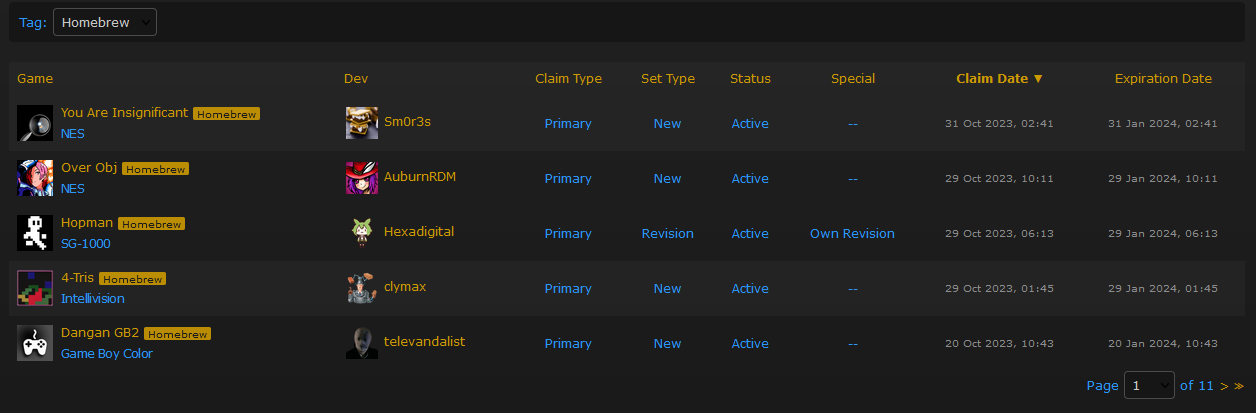 Tag: Homebrew
Game Dev Claim Type Set Type Status Special Claim Date ▼ Expiration Date
You Are Insignificant Homebrew
NES
Sm0r3s Primary New Active -- 31 Oct 2023, 02:41 31 Jan 2024, 02:41
Over Obj Homebrew
NES
AuburnRDM Primary New Active -- 29 Oct 2023, 10:11 29 Jan 2024, 10:11
Hopman Homebrew
SG-1000
Hexadigital Primary Revision Active Own Revision 29 Oct 2023, 06:13 29 Jan 2024, 06:13
4-Tris Homebrew
Intellivision
clymax Primary New Active -- 29 Oct 2023, 01:45 29 Jan 2024, 01:45
Dangan GB2 Homebrew
Game Boy Color
televandalist Primary New Active -- 20 Oct 2023, 10:43 20 Jan 2024, 10:43
Page 1 of 11 > ≫